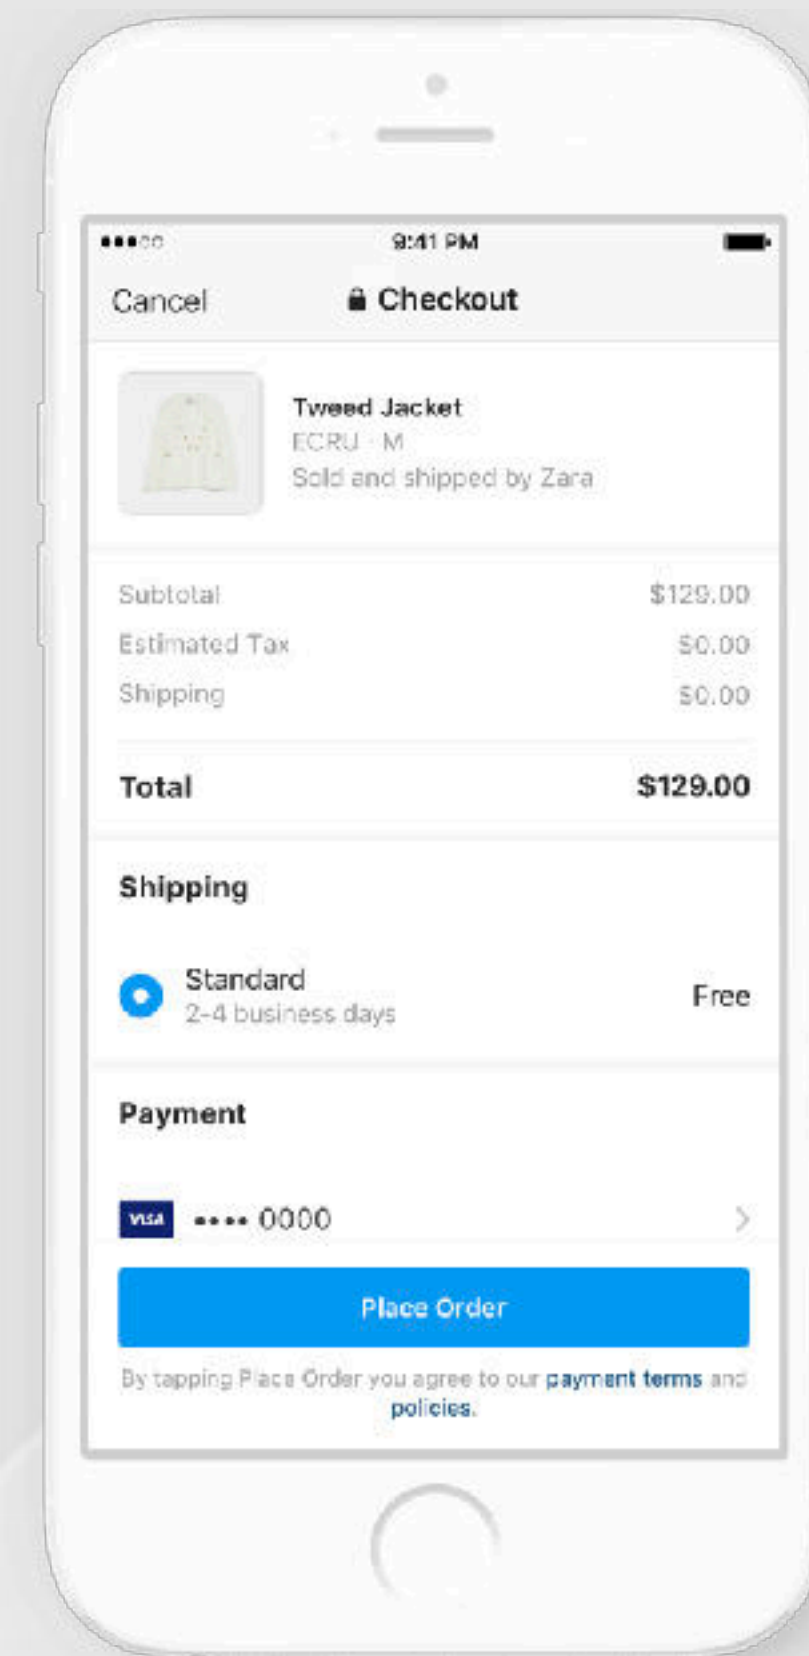 9:41 PM
Cancel
Checkout
Tweed Jacket
ECRU · M
Sold and shipped by Zara
Subtotal $129.00
Estimated Tax $0.00
Shipping $0.00
Total $129.00
Shipping
Standard
2-4 business days
Free
Payment
VISA •••• 0000
Place Order
By tapping Place Order you agree to our payment terms and
policies.